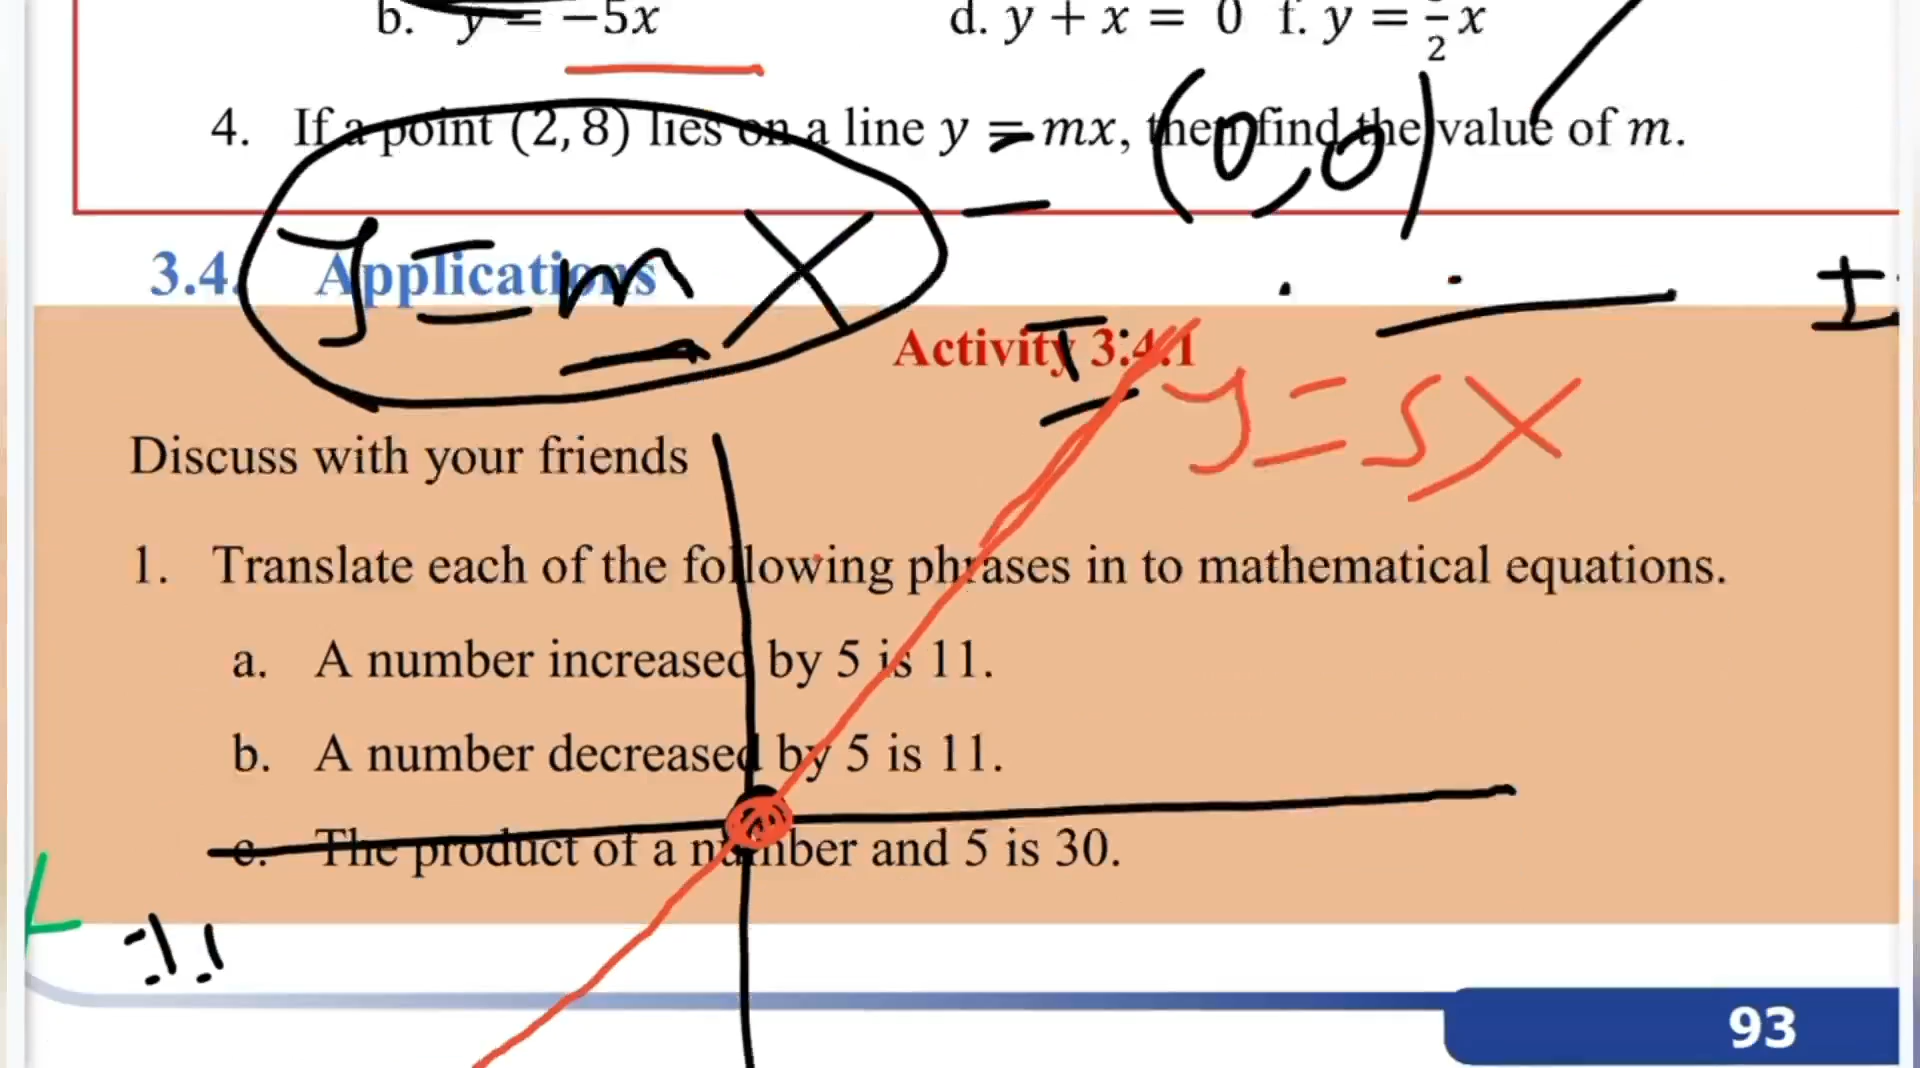 b. y = −5x d. y + x = 0 f. y = −/2 x
4. If a point (2, 8) lies on a line y = mx, then find the value of m.
(0,0)
3.4. Applications
y = mx
±
Activity 3.4.1
I
y = 5x
Discuss with your friends
1. Translate each of the following phrases in to mathematical equations.
a. A number increased by 5 is 11.
b. A number decreased by 5 is 11.
c. The product of a number and 5 is 30.
93